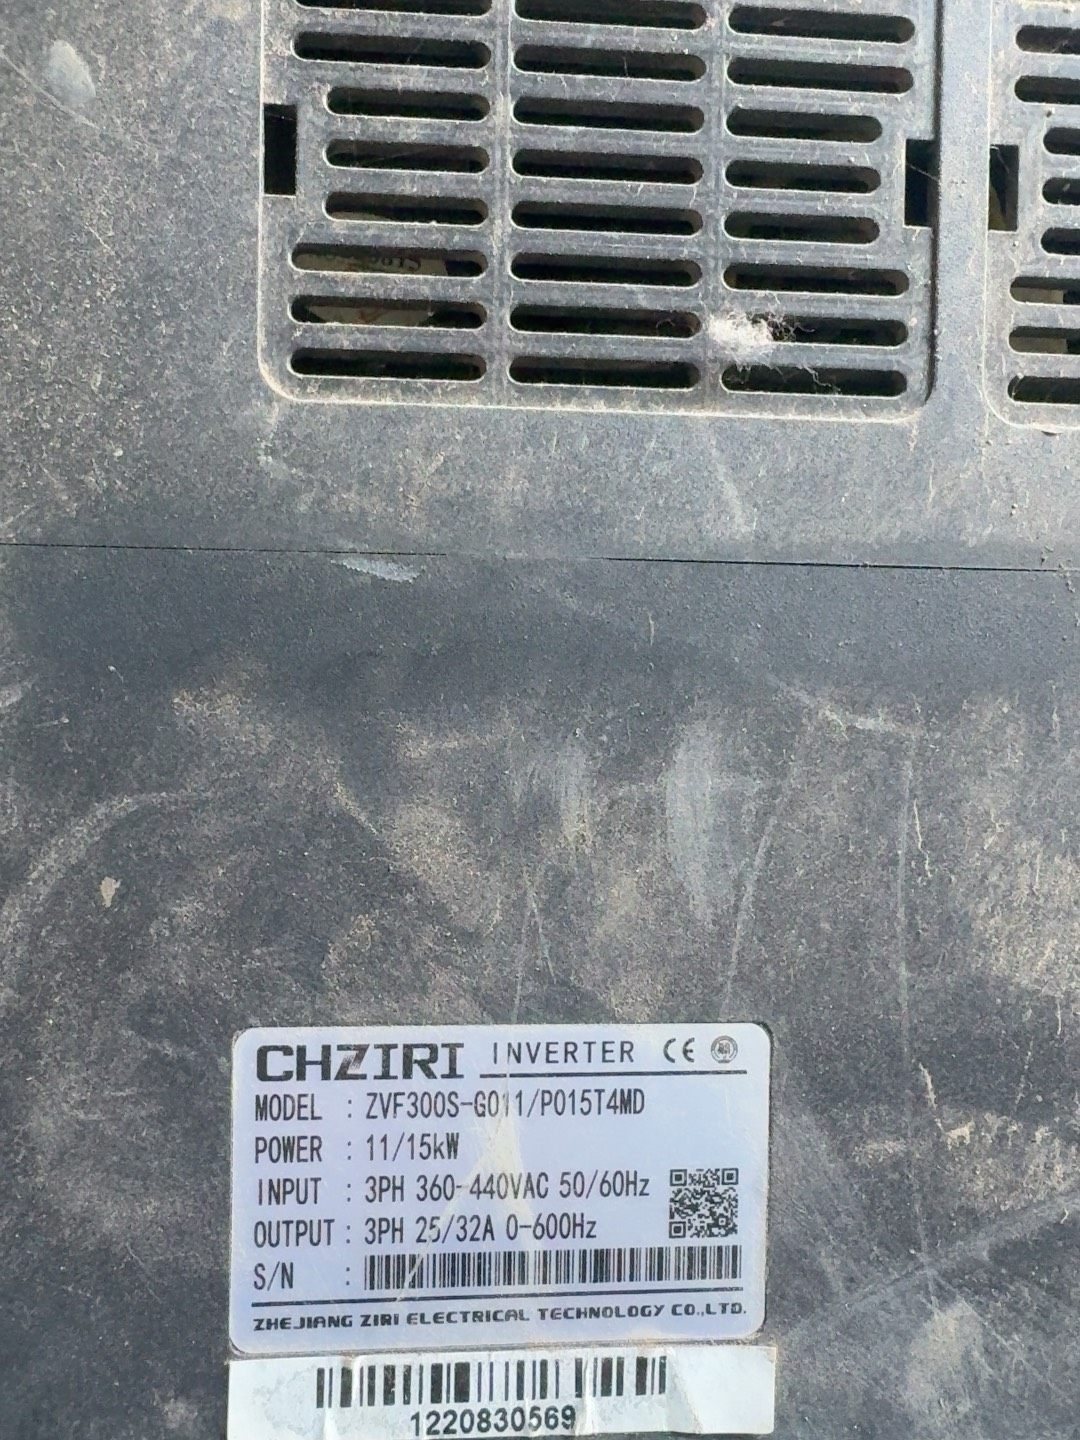 CHZIRI INVERTER CE
MODEL : ZVF300S-G011/P015T4MD
POWER : 11/15kW
INPUT : 3PH 360-440VAC 50/60Hz
OUTPUT : 3PH 25/32A 0-600Hz
S/N :
ZHEJIANG ZIRI ELECTRICAL TECHNOLOGY CO.,LTD.
1220830569